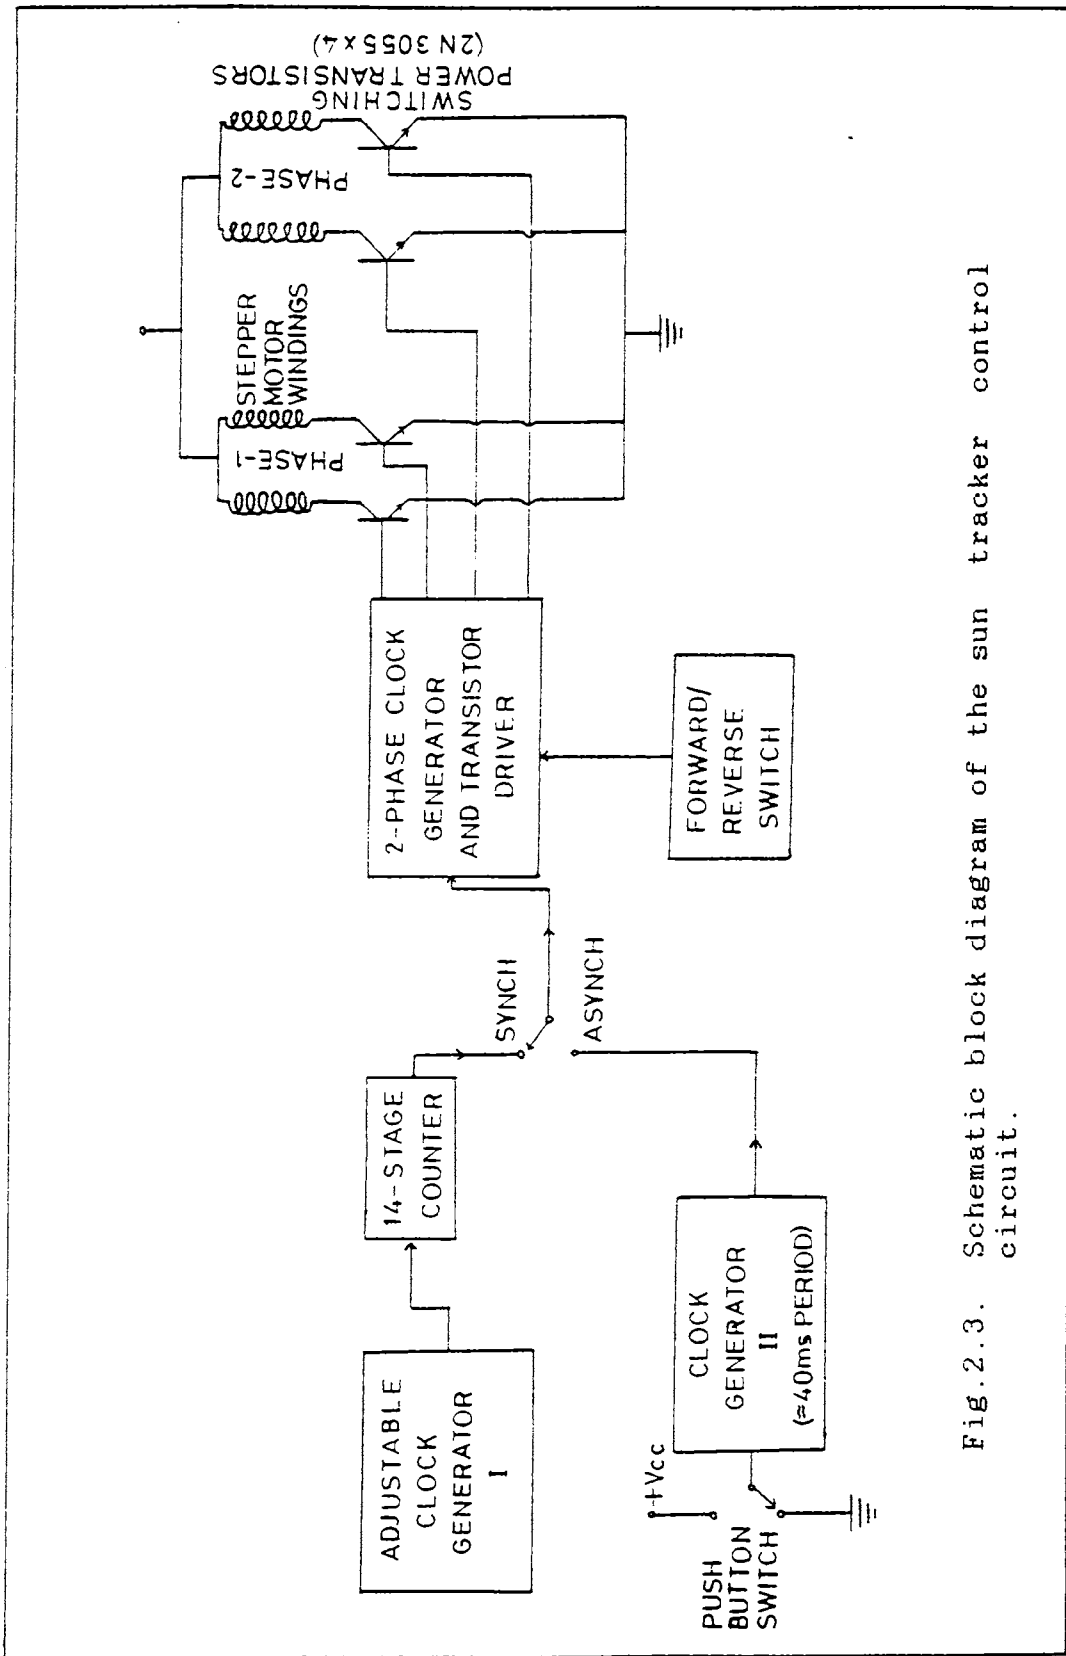 ADJUSTABLE
CLOCK
GENERATOR
I
14-STAGE
COUNTER
SYNCH
ASYNCH
PUSH
BUTTON
SWITCH
+Vcc
CLOCK
GENERATOR
II
(≈40ms PERIOD)
2-PHASE CLOCK
GENERATOR
AND TRANSISTOR
DRIVER
FORWARD/
REVERSE
SWITCH
PHASE-1
STEPPER
MOTOR
WINDINGS
PHASE-2
SWITCHING
POWER TRANSISTORS
(2N 3055 x 4)
Fig.2.3. Schematic block diagram of the sun tracker control
circuit.